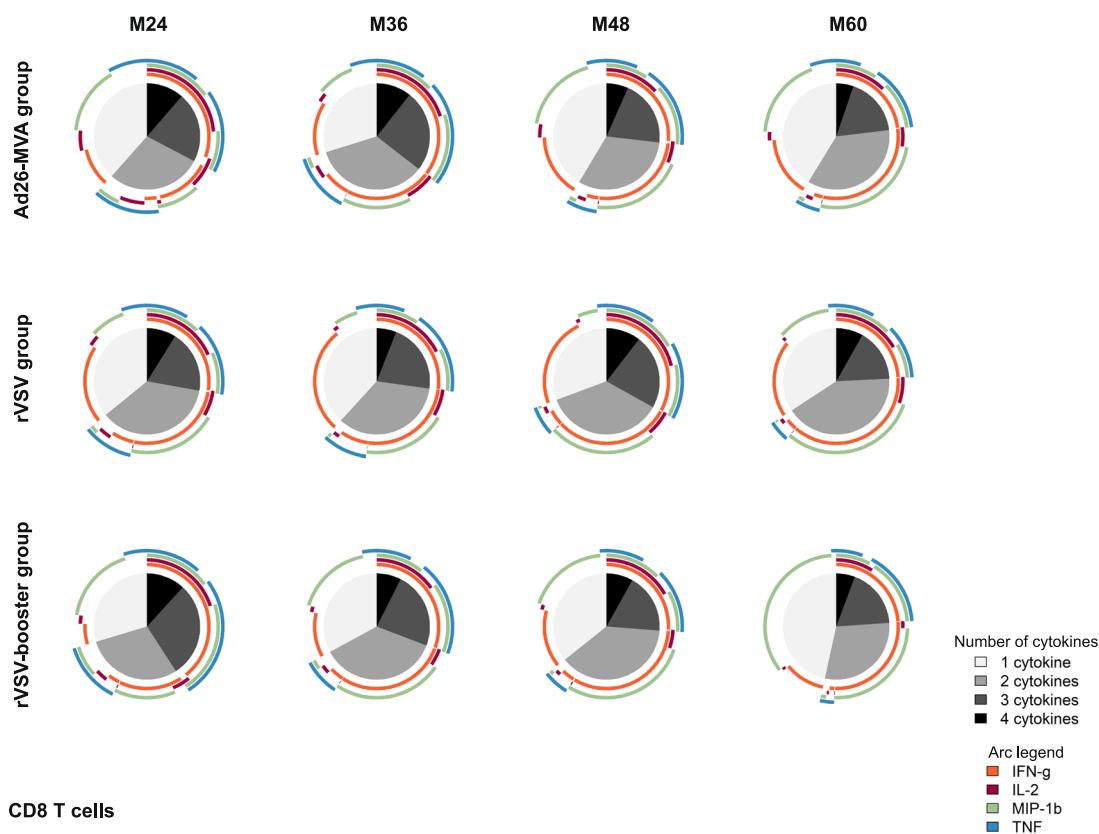 M24 M36 M48 M60
Ad26-MVA group
rVSV group
rVSV-booster group
Number of cytokines
1 cytokine
2 cytokines
3 cytokines
4 cytokines
Arc legend
IFN-g
IL-2
MIP-1b
TNF
CD8 T cells